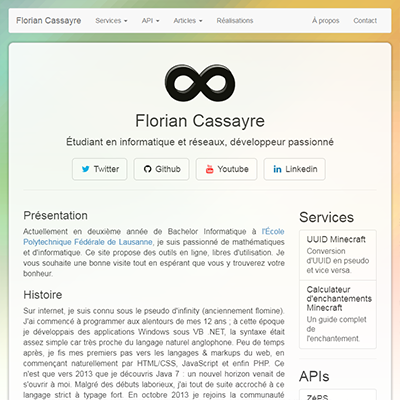 Florian Cassayre Services API Articles Réalisations À propos Contact
Florian Cassayre
Étudiant en informatique et réseaux, développeur passionné
Twitter Github Youtube Linkedin
Présentation
Actuellement en deuxième année de Bachelor Informatique à l'École
Polytechnique Fédérale de Lausanne, je suis passionné de mathématiques
et d'informatique. Ce site propose des outils en ligne, libres d'utilisation. Je
vous souhaite une bonne visite tout en espérant que vous y trouverez votre
bonheur.
Histoire
Sur internet, je suis connu sous le pseudo d'infinity (anciennement flomine).
J'ai commencé à programmer aux alentours de mes 12 ans ; à cette époque
je développais des applications Windows sous VB .NET, la syntaxe était
assez simple car très proche du langage naturel anglophone. Peu de temps
après, je fis mes premiers pas vers les langages & markups du web, en
commençant naturellement par HTML/CSS, JavaScript et enfin PHP. Ce
n'est que vers 2013 que je découvris Java 7 : un nouvel horizon venait de
s'ouvrir à moi. Malgré des débuts laborieux, j'ai tout de suite accroché à ce
langage strict à typage fort. En octobre 2013 je rejoins la communauté
Services
UUID Minecraft
Conversion
d'UUID en pseudo
et vice versa.
Calculateur
d'enchantements
Minecraft
Un guide complet
de
l'enchantement.
APIs